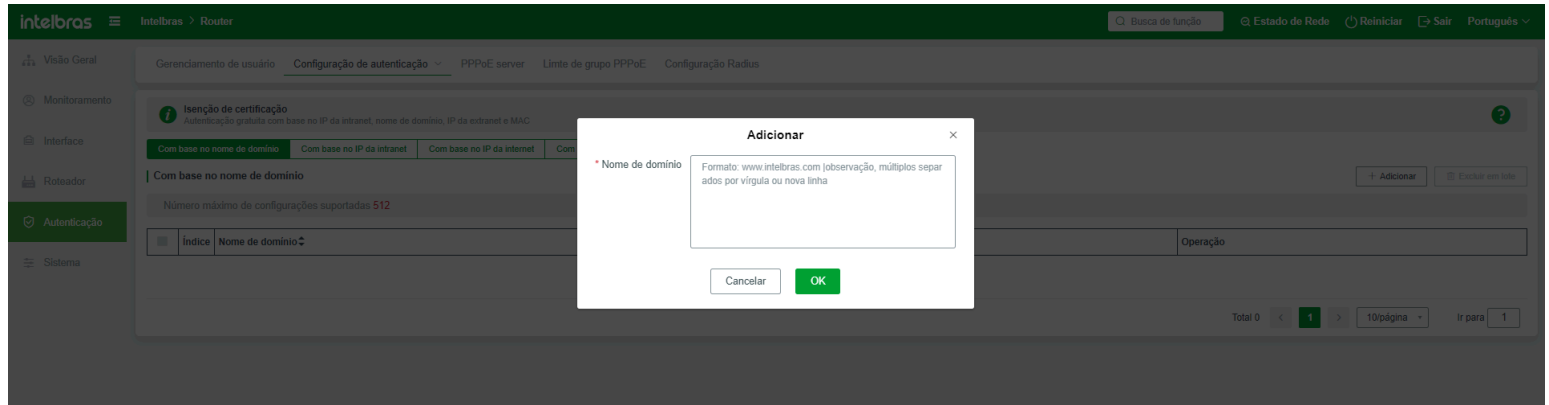 intelbras
Intelbras > Router
Busca de função
Estado de Rede
Reiniciar
Sair
Português
Visão Geral
Monitoramento
Interface
Roteador
Autenticação
Sistema
Gerenciamento de usuário
Configuração de autenticação
PPPoE server
Limte de grupo PPPoE
Configuração Radius
Isenção de certificação
Autenticação gratuita com base no IP da intranet, nome de domínio, IP da extranet e MAC
Com base no nome de domínio
Com base no IP da intranet
Com base no IP da internet
Com
Com base no nome de domínio
+ Adicionar
Excluir em lote
Número máximo de configurações suportadas 512
Índice
Nome de domínio
Operação
Total 0
1
10/página
Ir para
1
Adicionar
* Nome de domínio
Formato: www.intelbras.com |observação, múltiplos separ
ados por vírgula ou nova linha
Cancelar
OK